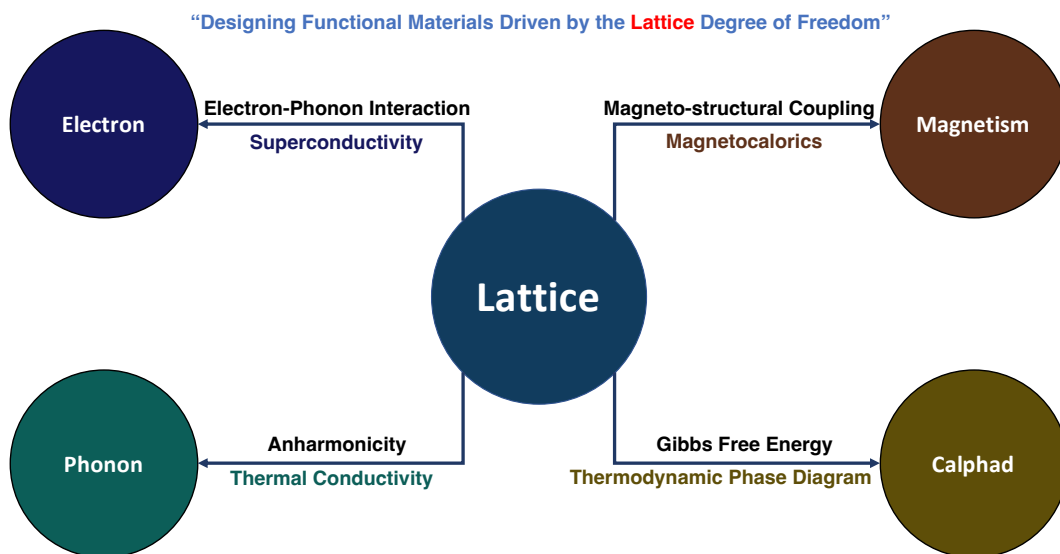 “Designing Functional Materials Driven by the Lattice Degree of Freedom”
Electron
Electron-Phonon Interaction
Superconductivity
Magneto-structural Coupling
Magnetocalorics
Magnetism
Lattice
Phonon
Anharmonicity
Thermal Conductivity
Gibbs Free Energy
Thermodynamic Phase Diagram
Calphad